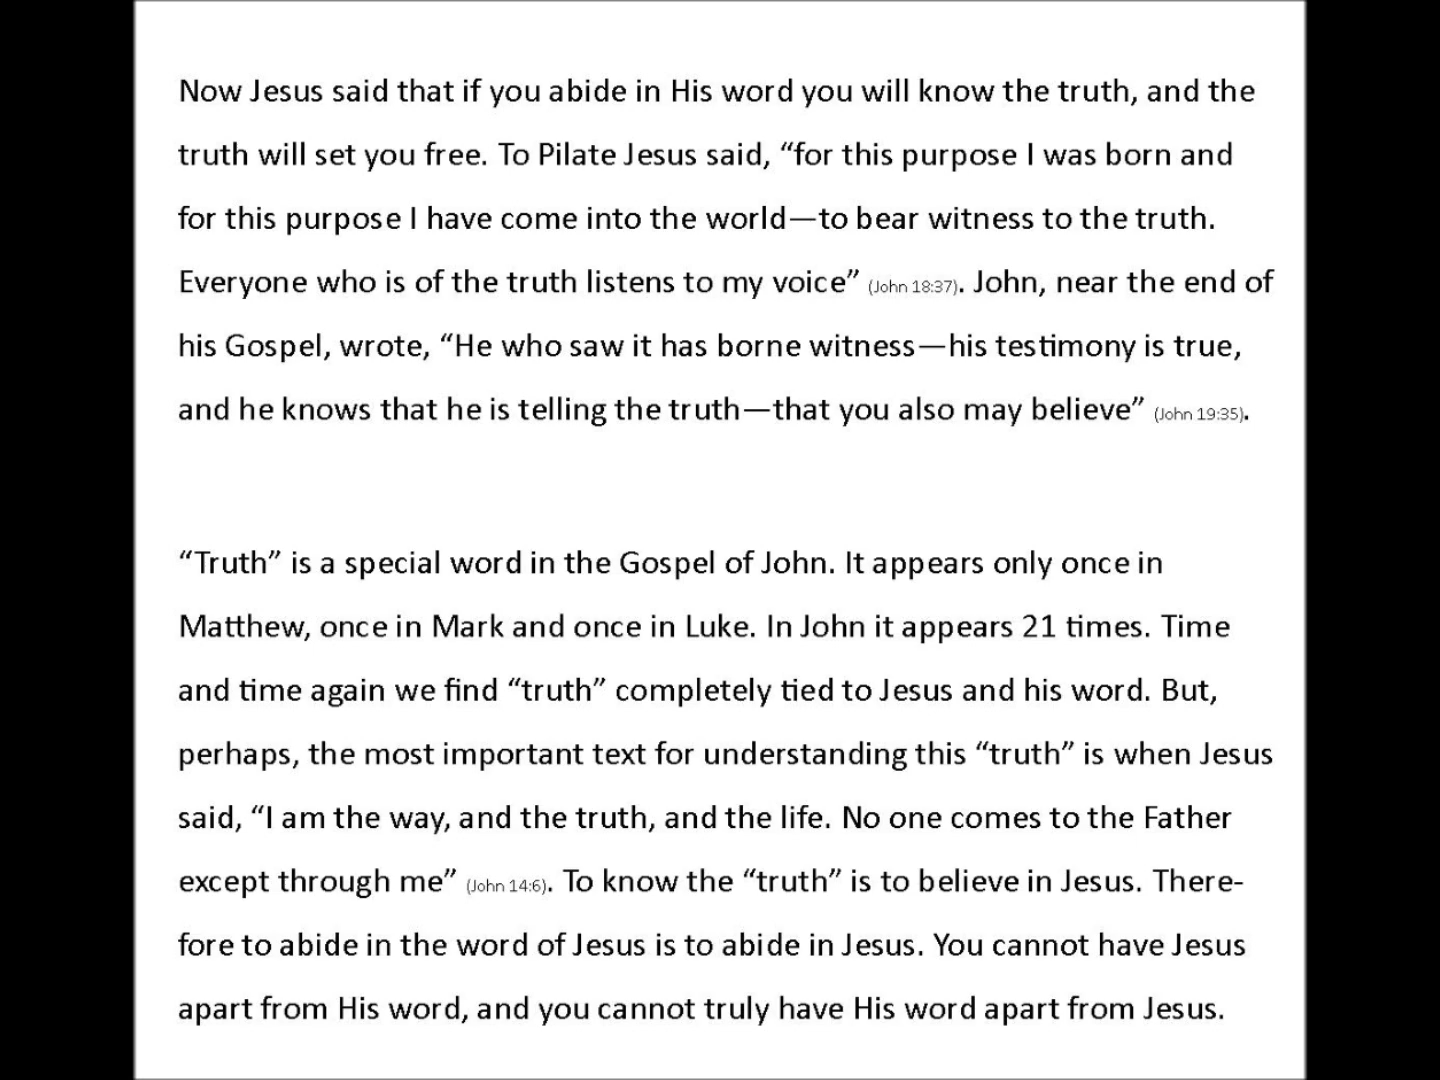 Now Jesus said that if you abide in His word you will know the truth, and the
truth will set you free. To Pilate Jesus said, “for this purpose I was born and
for this purpose I have come into the world—to bear witness to the truth.
Everyone who is of the truth listens to my voice” (John 18:37). John, near the end of
his Gospel, wrote, “He who saw it has borne witness—his testimony is true,
and he knows that he is telling the truth—that you also may believe” (John 19:35).
“Truth” is a special word in the Gospel of John. It appears only once in
Matthew, once in Mark and once in Luke. In John it appears 21 times. Time
and time again we find “truth” completely tied to Jesus and his word. But,
perhaps, the most important text for understanding this “truth” is when Jesus
said, “I am the way, and the truth, and the life. No one comes to the Father
except through me” (John 14:6). To know the “truth” is to believe in Jesus. There-
fore to abide in the word of Jesus is to abide in Jesus. You cannot have Jesus
apart from His word, and you cannot truly have His word apart from Jesus.